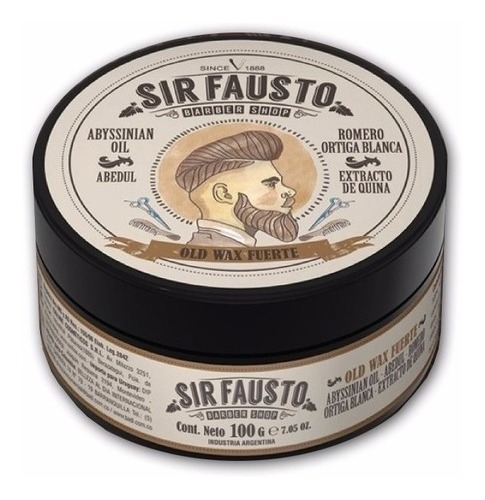 SINCE 1888
SIR FAUSTO
BARBER SHOP
ABYSSINIAN
OIL
ABEDUL
ROMERO
ORTIGA BLANCA
EXTRACTO
DE QUINA
OLD WAX FUERTE
SIR FAUSTO
BARBER SHOP
Cont. Neto 100 G e 7.05 OZ.
INDUSTRIA ARGENTINA
OLD WAX FUERTE
ABYSSINIAN OIL - ABEDUL
ORTIGA BLANCA - EXTRACTO DE QUINA